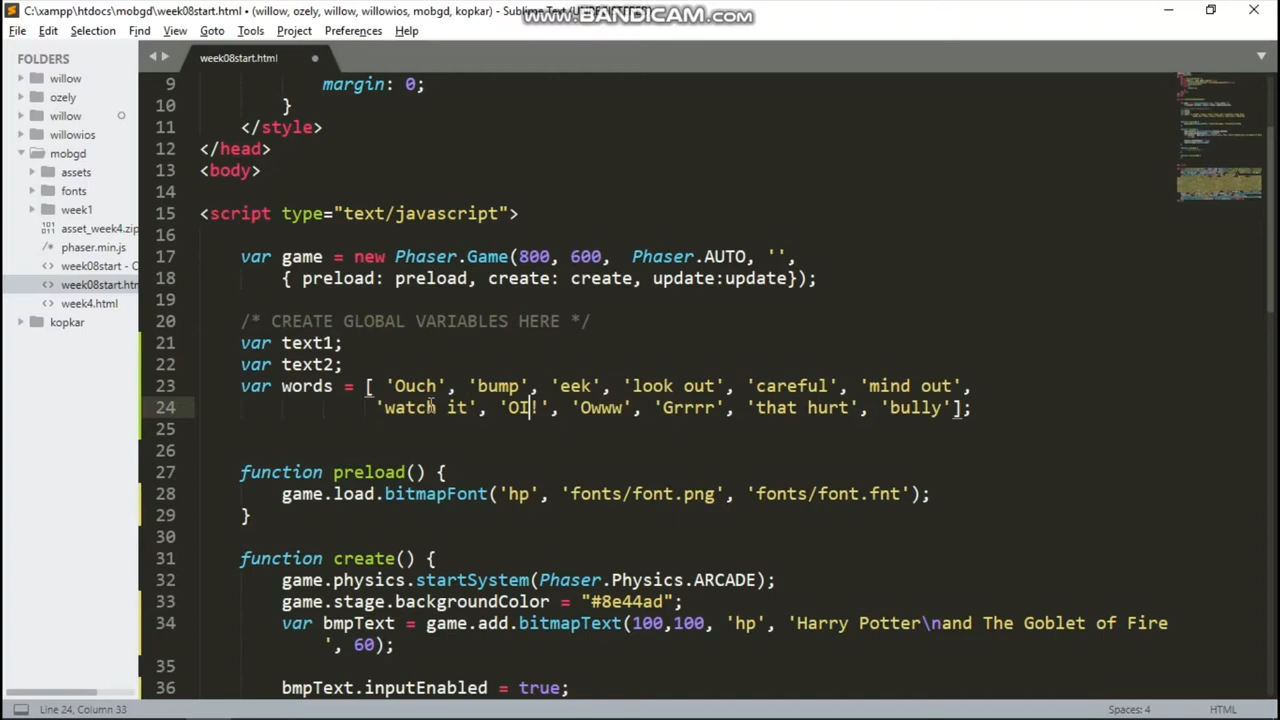 C:\xampp\htdocs\mobgd\week08start.html • (willow, ozely, willow, willowios, mobgd, kopkar) - Sublime Text
www.BANDICAM.com
File Edit Selection Find View Goto Tools Project Preferences Help
FOLDERS
willow
ozely
willow
willowios
mobgd
assets
fonts
week1
asset_week4.zip
phaser.min.js
week08start - C
week08start.htm
week4.html
kopkar
week08start.html
9 margin: 0;
10 }
11 </style>
12 </head>
13 <body>
14
15 <script type="text/javascript">
16
17 var game = new Phaser.Game(800, 600, Phaser.AUTO, '',
18 { preload: preload, create: create, update:update});
19
20 /* CREATE GLOBAL VARIABLES HERE */
21 var text1;
22 var text2;
23 var words = [ 'Ouch', 'bump', 'eek', 'look out', 'careful', 'mind out',
24 'watch it', 'OI!', 'Owww', 'Grrrr', 'that hurt', 'bully'];
25
26
27 function preload() {
28 game.load.bitmapFont('hp', 'fonts/font.png', 'fonts/font.fnt');
29 }
30
31 function create() {
32 game.physics.startSystem(Phaser.Physics.ARCADE);
33 game.stage.backgroundColor = "#8e44ad";
34 var bmpText = game.add.bitmapText(100,100, 'hp', 'Harry Potter\nand The Goblet of Fire
', 60);
35
36 bmpText.inputEnabled = true;
Line 24, Column 33
Spaces: 4
HTML